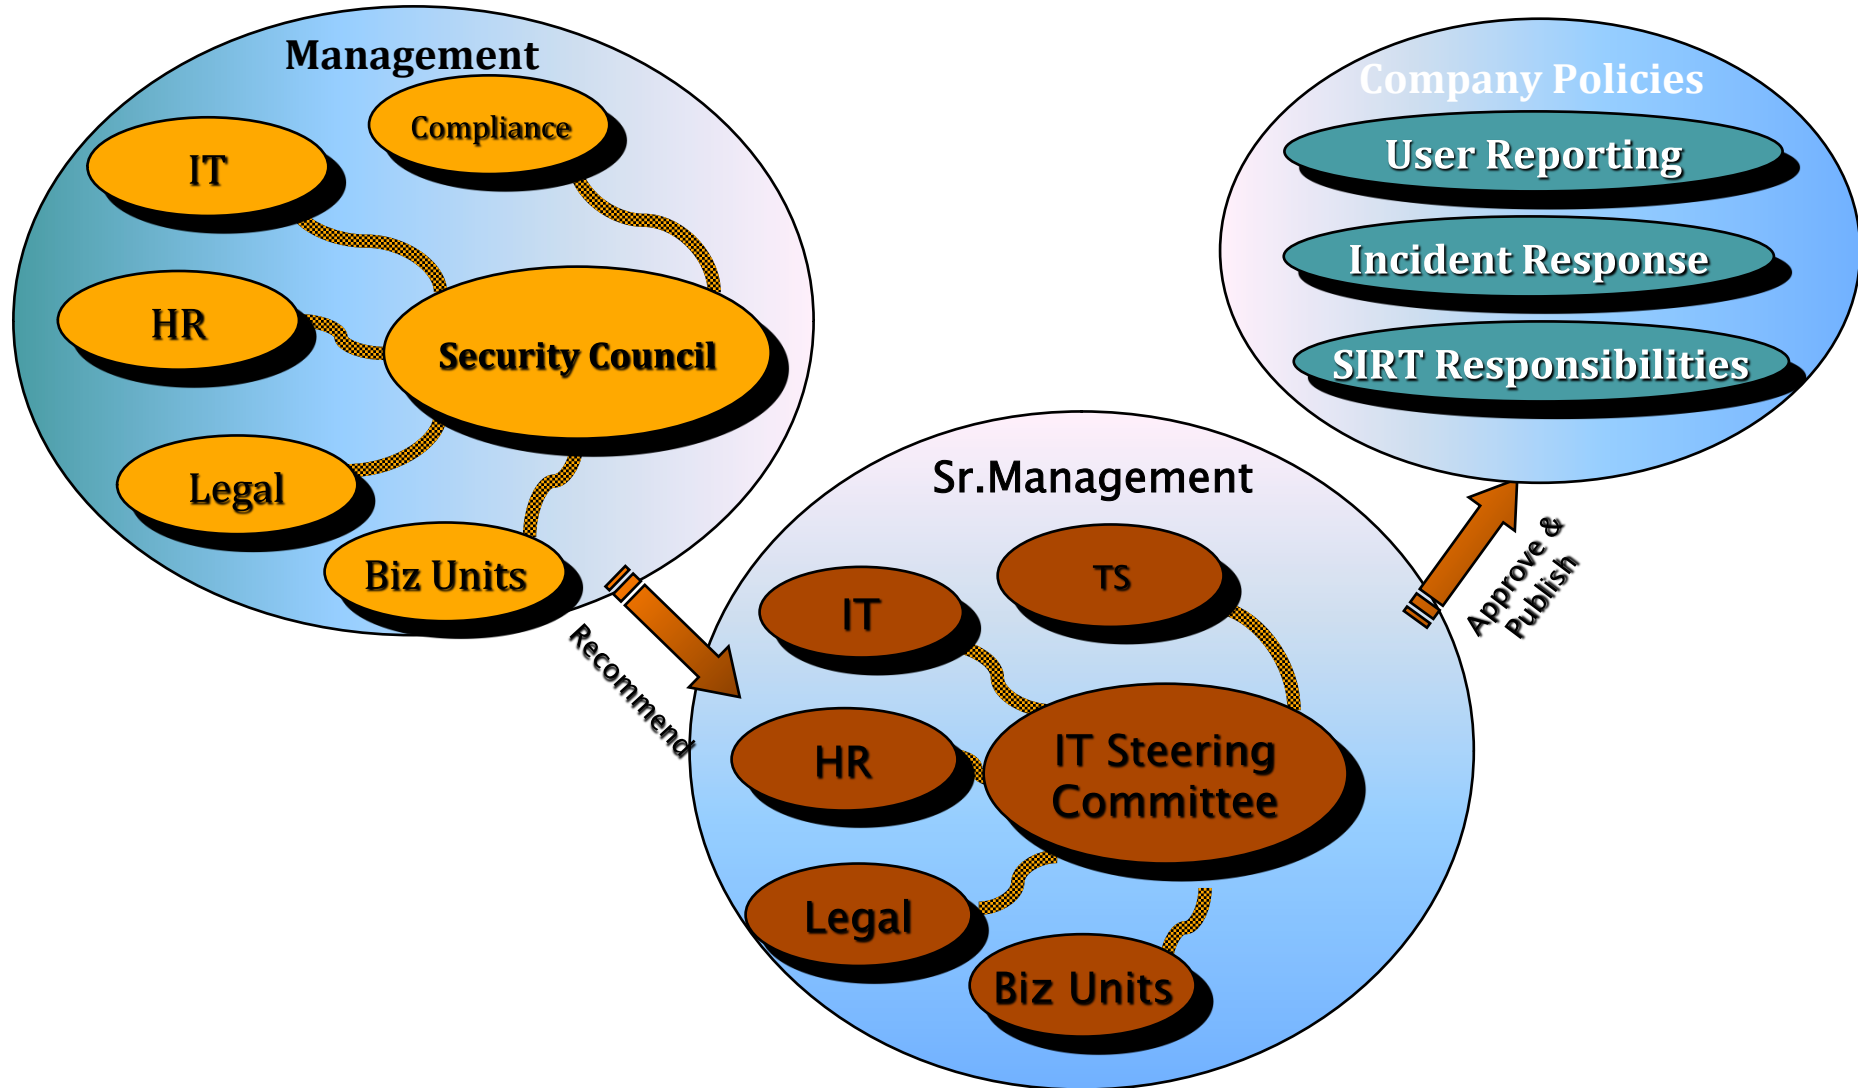 Management
Compliance
IT
HR
Security Council
Legal
Biz Units
Recommend
Sr.Management
TS
IT
HR
IT Steering
Committee
Legal
Biz Units
Approve &
Publish
Company Policies
User Reporting
Incident Response
SIRT Responsibilities